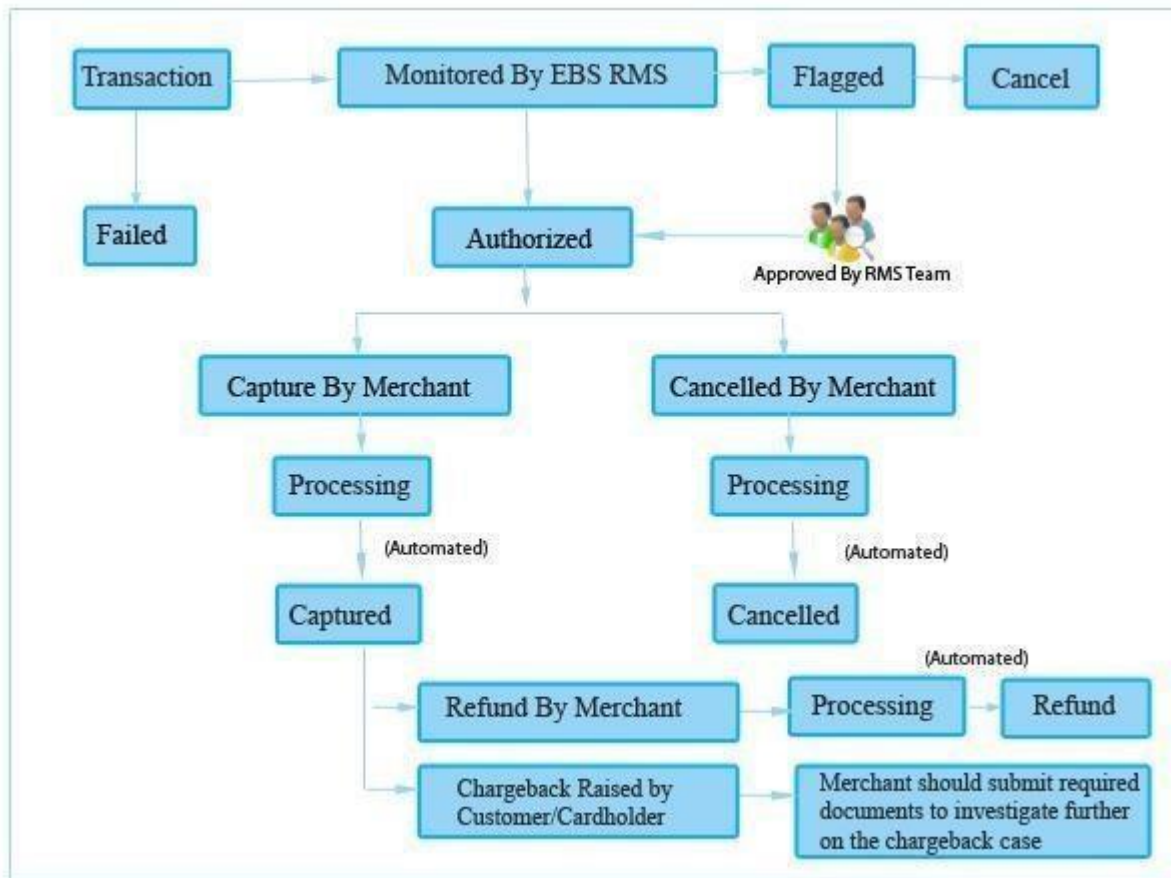 Transaction
Monitored By EBS RMS
Flagged
Cancel
Failed
Authorized
Approved By RMS Team
Capture By Merchant
Cancelled By Merchant
Processing
Processing
(Automated)
(Automated)
Captured
Cancelled
(Automated)
Refund By Merchant
Processing
Refund
Chargeback Raised by
Customer/Cardholder
Merchant should submit required
documents to investigate further
on the chargeback case